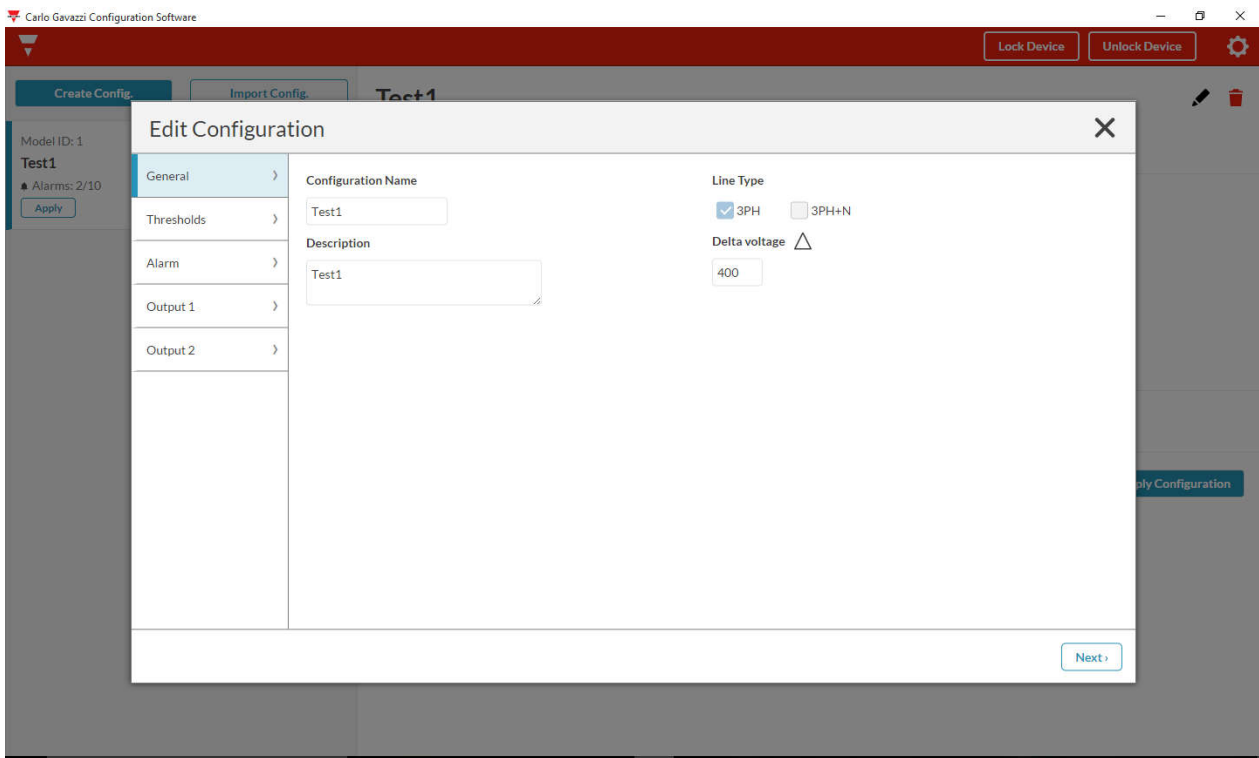 Carlo Gavazzi Configuration Software
Lock Device
Unlock Device
Create Config.
Import Config.
Test1
Model ID: 1
Test1
Alarms: 2/10
Apply
Edit Configuration
General
Thresholds
Alarm
Output 1
Output 2
Configuration Name
Test1
Description
Test1
Line Type
3PH
3PH+N
Delta voltage
400
ply Configuration
Next ›